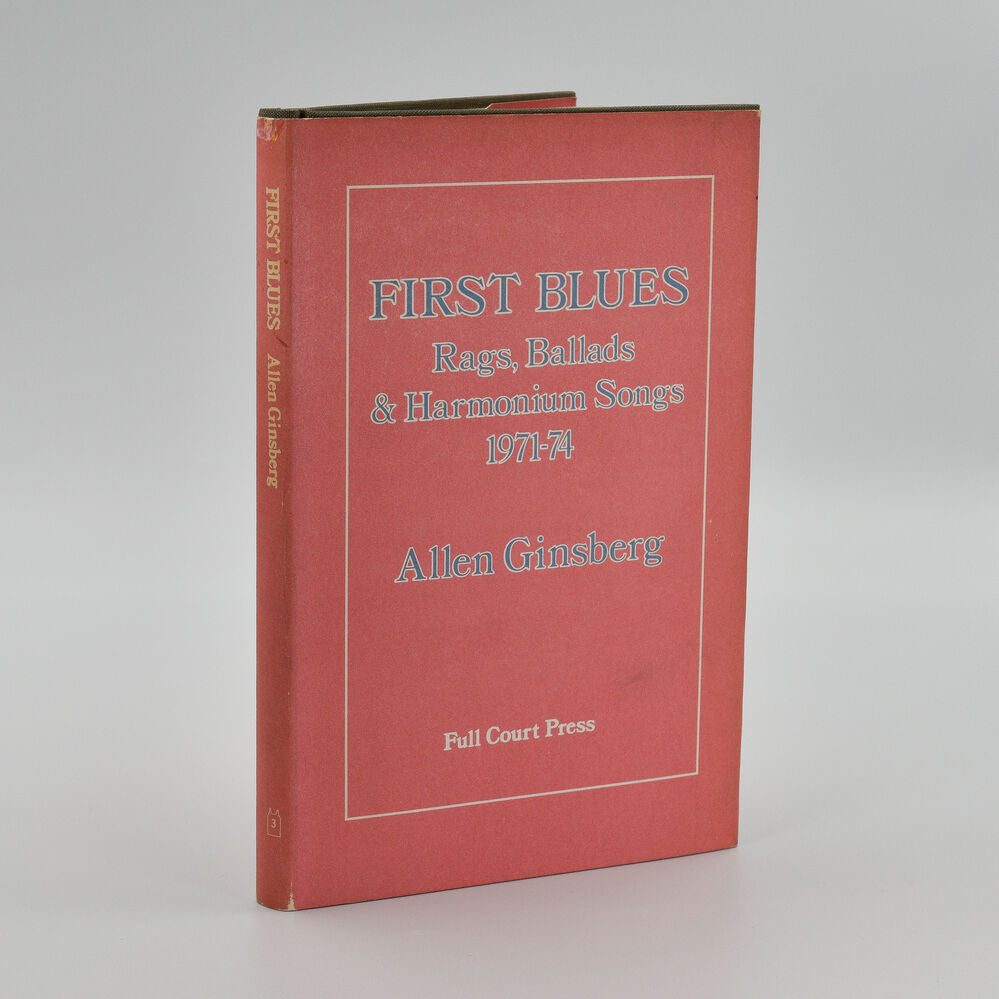 FIRST BLUES
Rags, Ballads
& Harmonium Songs
1971-74
Allen Ginsberg
Full Court Press
FIRST BLUES Allen Ginsberg
3